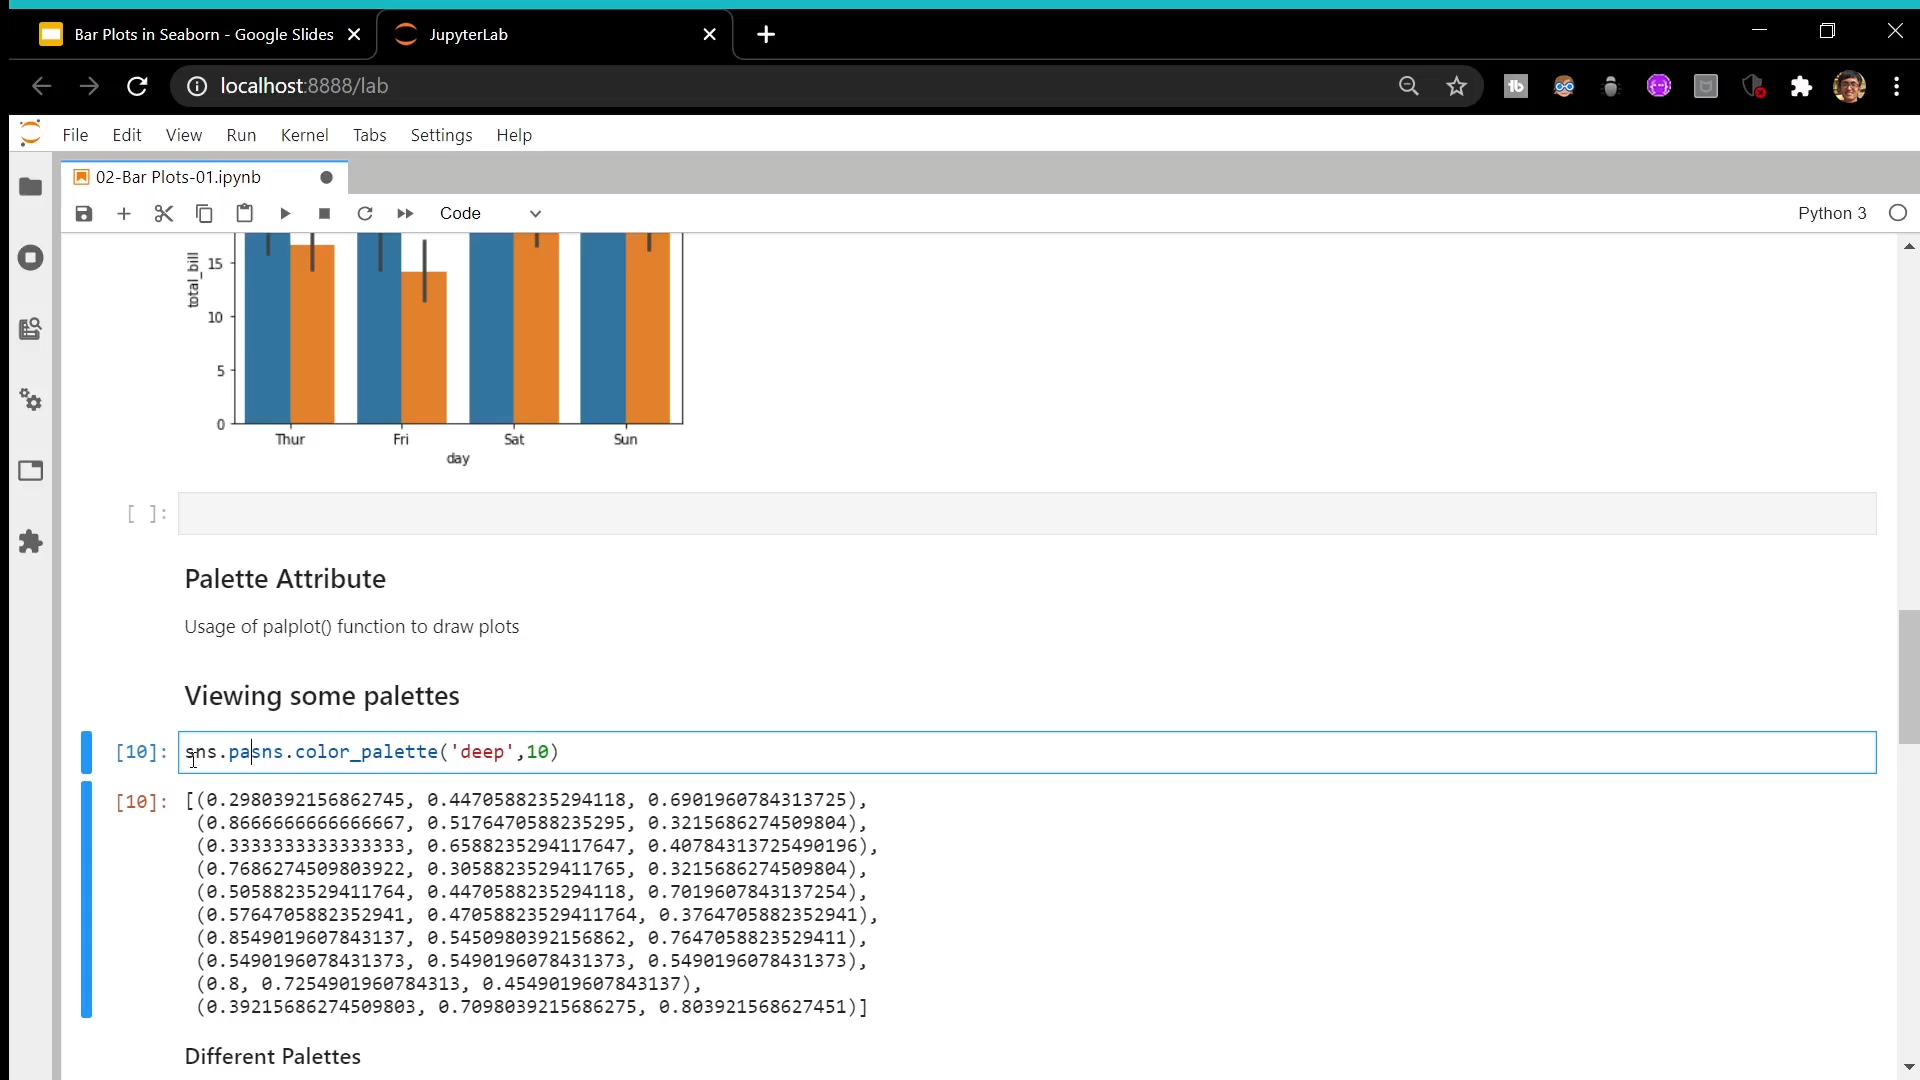 Bar Plots in Seaborn - Google Slides
JupyterLab
localhost:8888/lab
tb
File Edit View Run Kernel Tabs Settings Help
02-Bar Plots-01.ipynb
Code
Python 3
total_bill
15
10
5
0
Thur Fri Sat Sun
day
[ ]:
Palette Attribute
Usage of palplot() function to draw plots
Viewing some palettes
[10]: sns.pasns.color_palette('deep',10)
[10]: [(0.2980392156862745, 0.4470588235294118, 0.6901960784313725),
(0.8666666666666667, 0.5176470588235295, 0.3215686274509804),
(0.3333333333333333, 0.6588235294117647, 0.40784313725490196),
(0.7686274509803922, 0.3058823529411765, 0.3215686274509804),
(0.5058823529411764, 0.4470588235294118, 0.7019607843137254),
(0.5764705882352941, 0.47058823529411764, 0.3764705882352941),
(0.8549019607843137, 0.5450980392156862, 0.7647058823529411),
(0.5490196078431373, 0.5490196078431373, 0.5490196078431373),
(0.8, 0.7254901960784313, 0.4549019607843137),
(0.39215686274509803, 0.7098039215686275, 0.803921568627451)]
Different Palettes